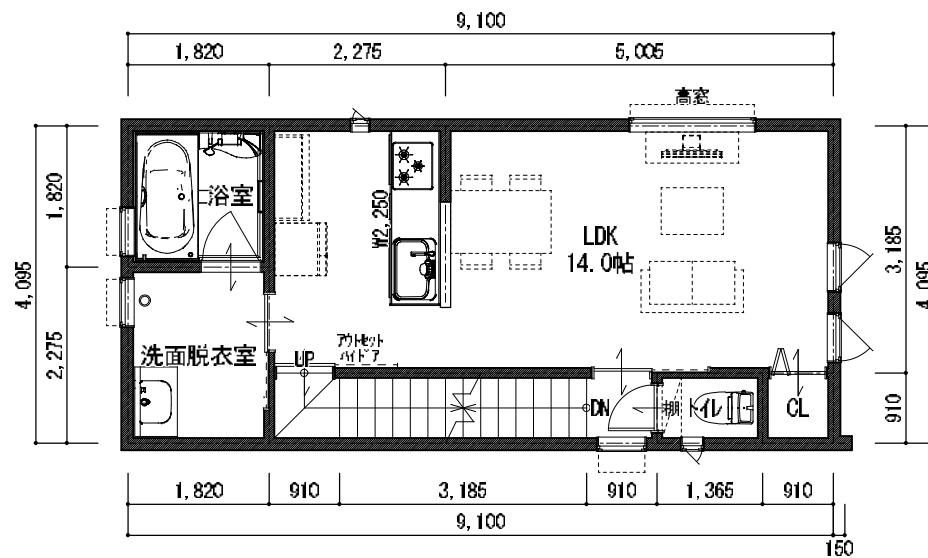 9,100
1,820
2,275
5,005
高窓
1,820
浴室
W2,250
LDK
14.0帖
3,185
4,095
4,095
2,275
洗面脱衣室
UP
アウトセット
ハイドア
DN
棚
トイレ
CL
910
1,820
910
3,185
910
1,365
910
9,100
150